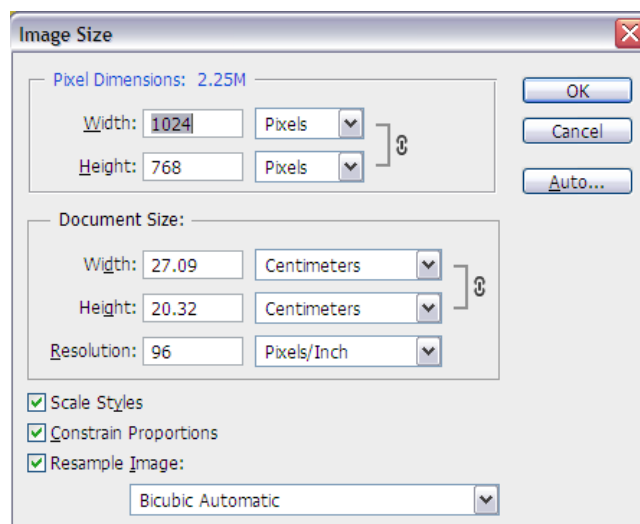 Image Size
Pixel Dimensions: 2.25M
Width: 1024 Pixels
Height: 768 Pixels
OK
Cancel
Auto...
Document Size:
Width: 27.09 Centimeters
Height: 20.32 Centimeters
Resolution: 96 Pixels/Inch
Scale Styles
Constrain Proportions
Resample Image:
Bicubic Automatic